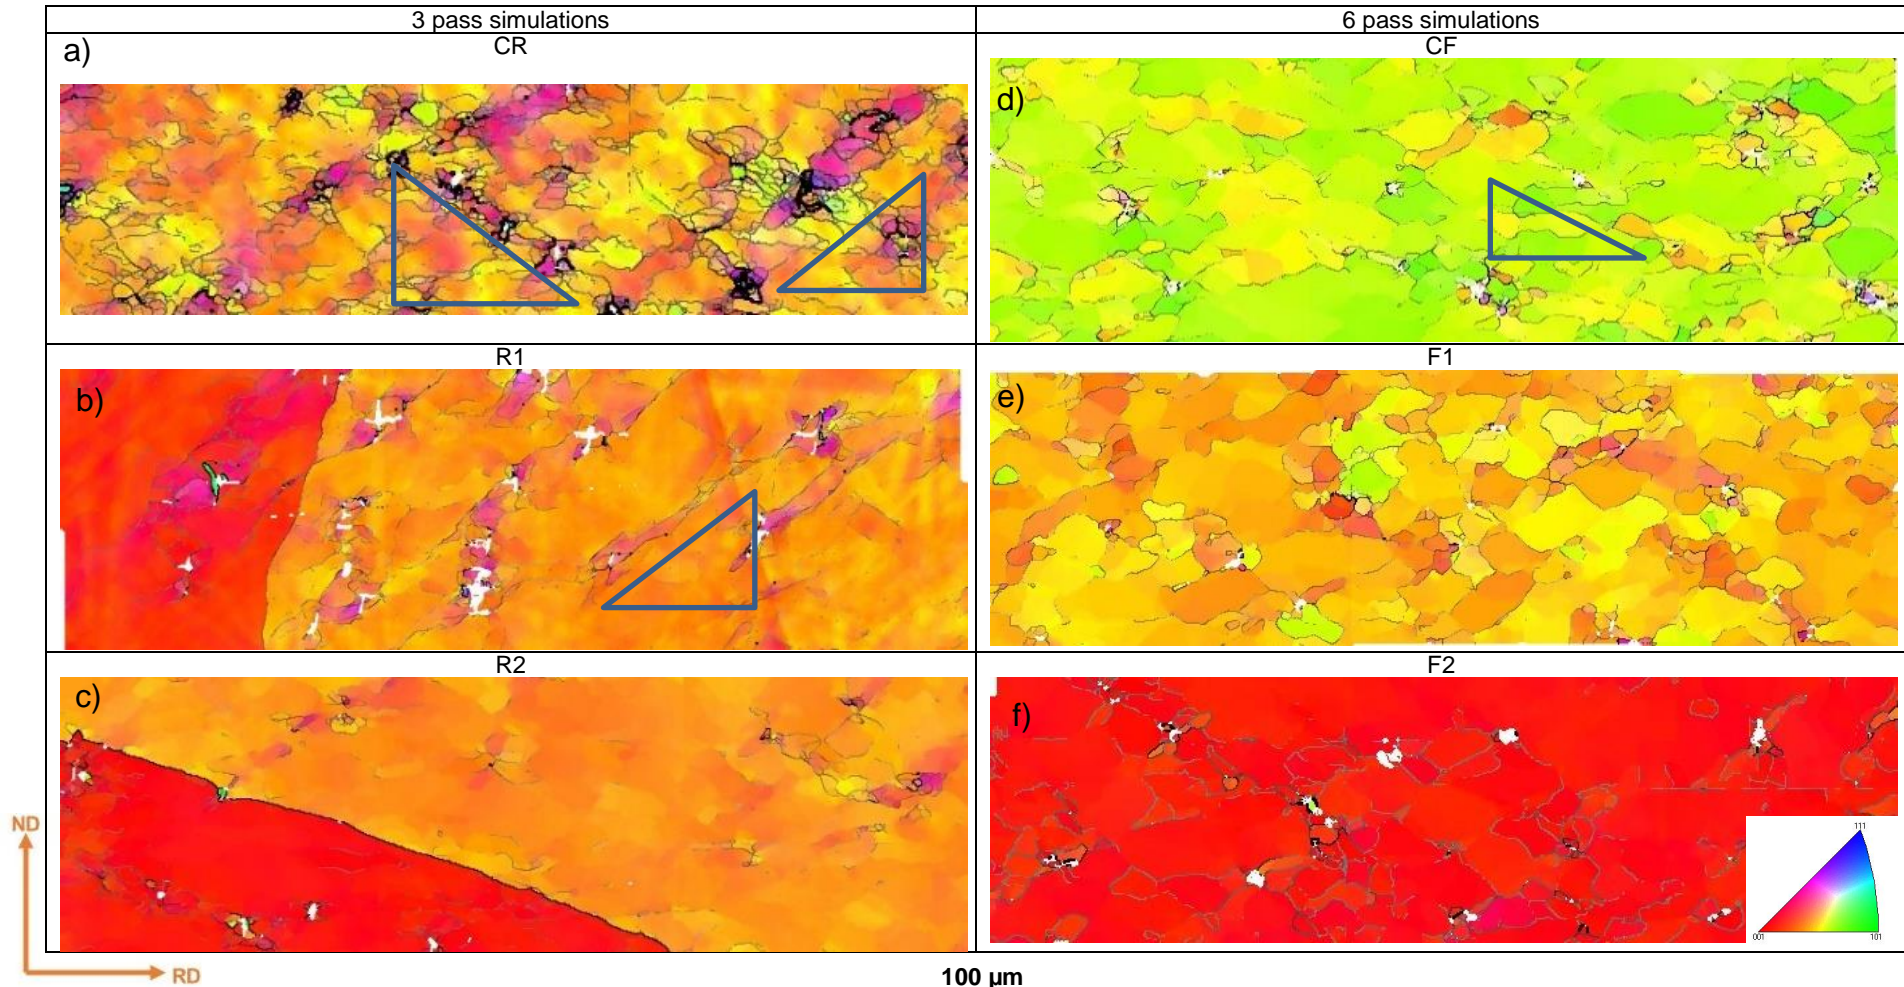 3 pass simulations
6 pass simulations
CR
CF
a)
d)
R1
F1
b)
e)
R2
F2
c)
f)
ND
RD
111
001
101
100 µm